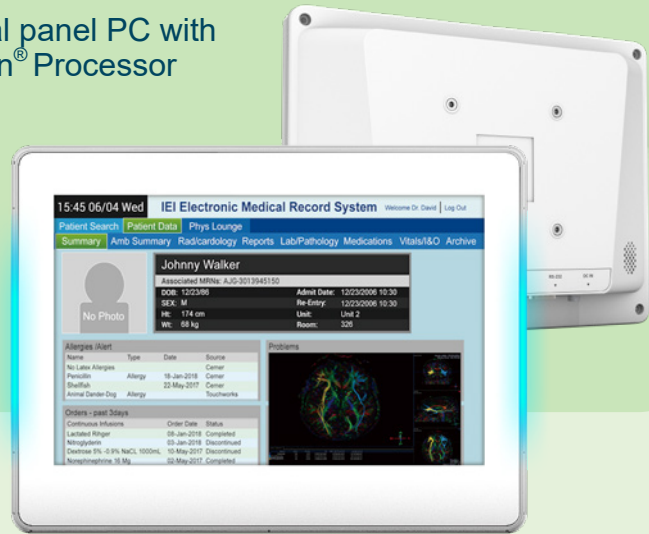 al panel PC with
n® Processor
15:45 06/04 Wed IEI Electronic Medical Record System Welcome Dr. David | Log Out
Patient Search Patient Data Phys Lounge
Summary Amb Summary Rad/cardology Reports Lab/Pathology Medications Vitals/I&O Archive
No Photo
Johnny Walker
Associated MRNs: AJG-3013945150
DOB: 12/23/86 Admit Date: 12/23/2006 10:30
SEX: M Re-Entry: 12/23/2006 10:30
Ht: 174 cm Unit: Unit 2
Wt: 68 kg Room: 326
Allergies /Alert
Name Type Date Source
No Latex Allergies Cerner
Penicillin Allergy 18-Jan-2018 Cerner
Shellfish 22-May-2017 Cerner
Animal Dander-Dog Allergy Touchworks
Problems
Orders - past 3days
Continuous Infusions Order Date Status
Lactated Rihger 08-Jan-2018 Completed
Nitroglyderin 03-Jan-2018 Discontinued
Dextrose 5% -0.9% NaCL 1000mL 10-May-2017 Discontinued
Norephinephrine 16 Mg 02-May-2017 Completed
RS-232 DC IN